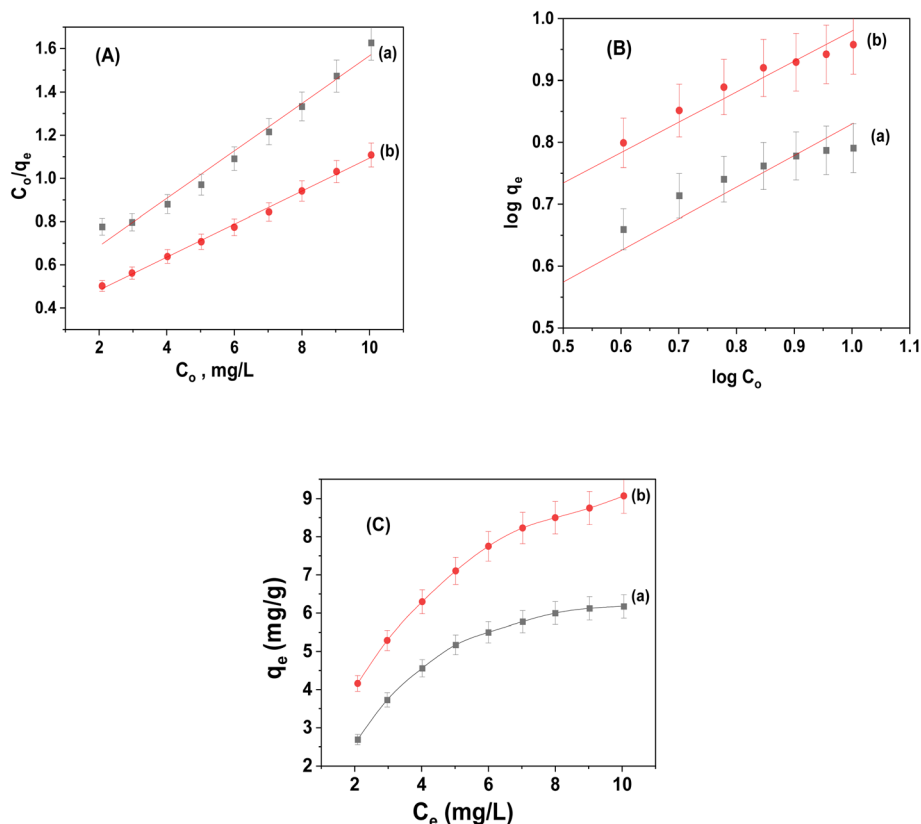 (A)
(a)
(b)
1.6
1.4
1.2
1.0
0.8
0.6
0.4
C₀/qₑ
2 4 6 8 10
C₀ , mg/L
(B)
(b)
(a)
1.0
0.9
0.8
0.7
0.6
0.5
log qₑ
0.5 0.6 0.7 0.8 0.9 1.0 1.1
log C₀
(C)
(b)
(a)
9
8
7
6
5
4
3
2
qₑ (mg/g)
2 4 6 8 10
Cₑ (mg/L)